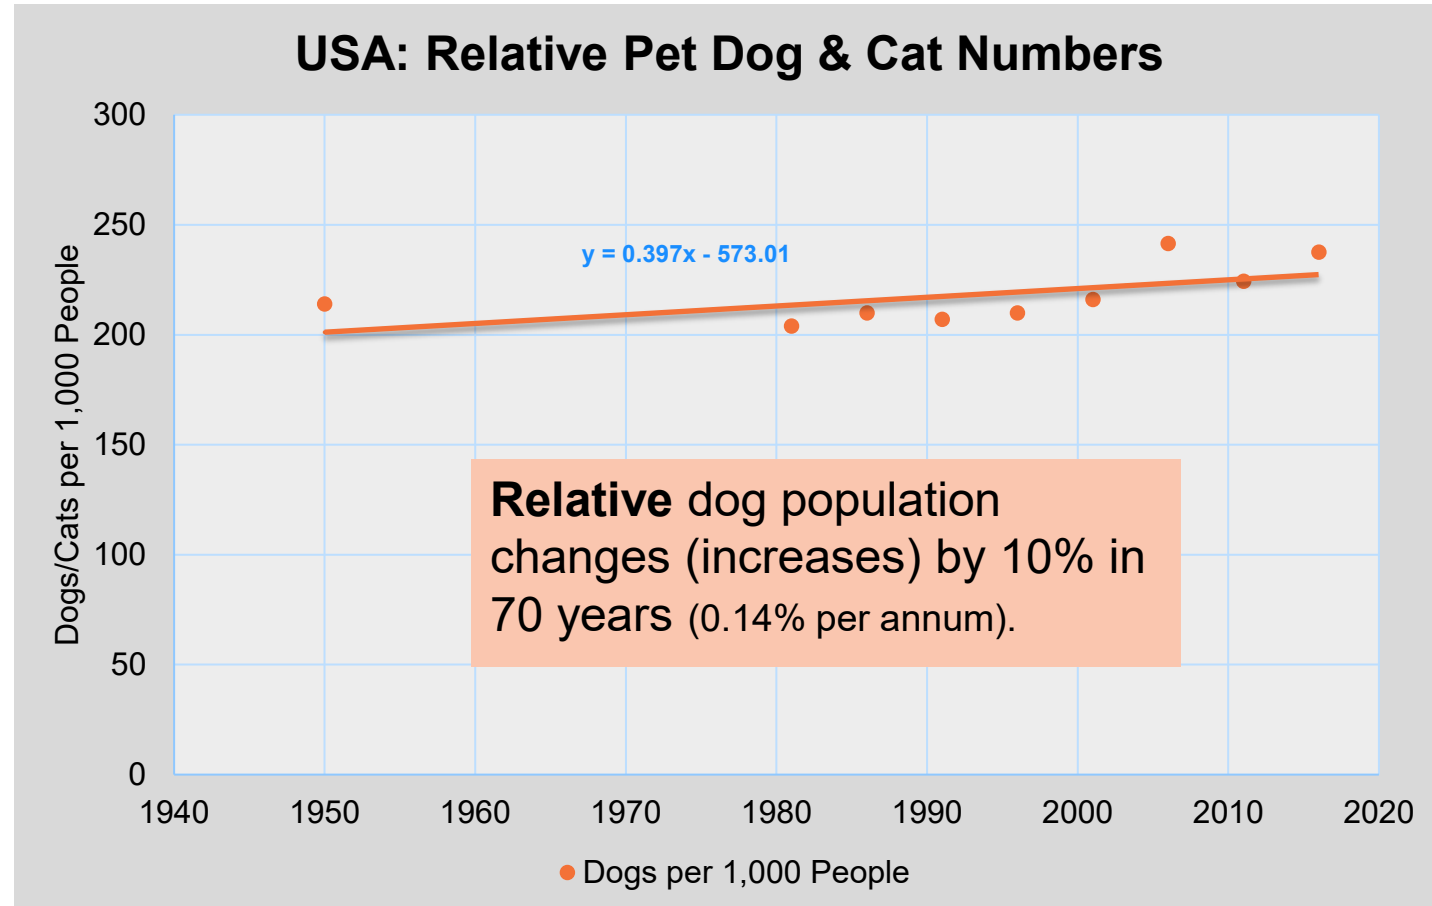 USA: Relative Pet Dog & Cat Numbers
Dogs/Cats per 1,000 People
300
250
200
150
100
50
0
y = 0.397x - 573.01
Relative dog population
changes (increases) by 10% in
70 years (0.14% per annum).
1940 1950 1960 1970 1980 1990 2000 2010 2020
Dogs per 1,000 People